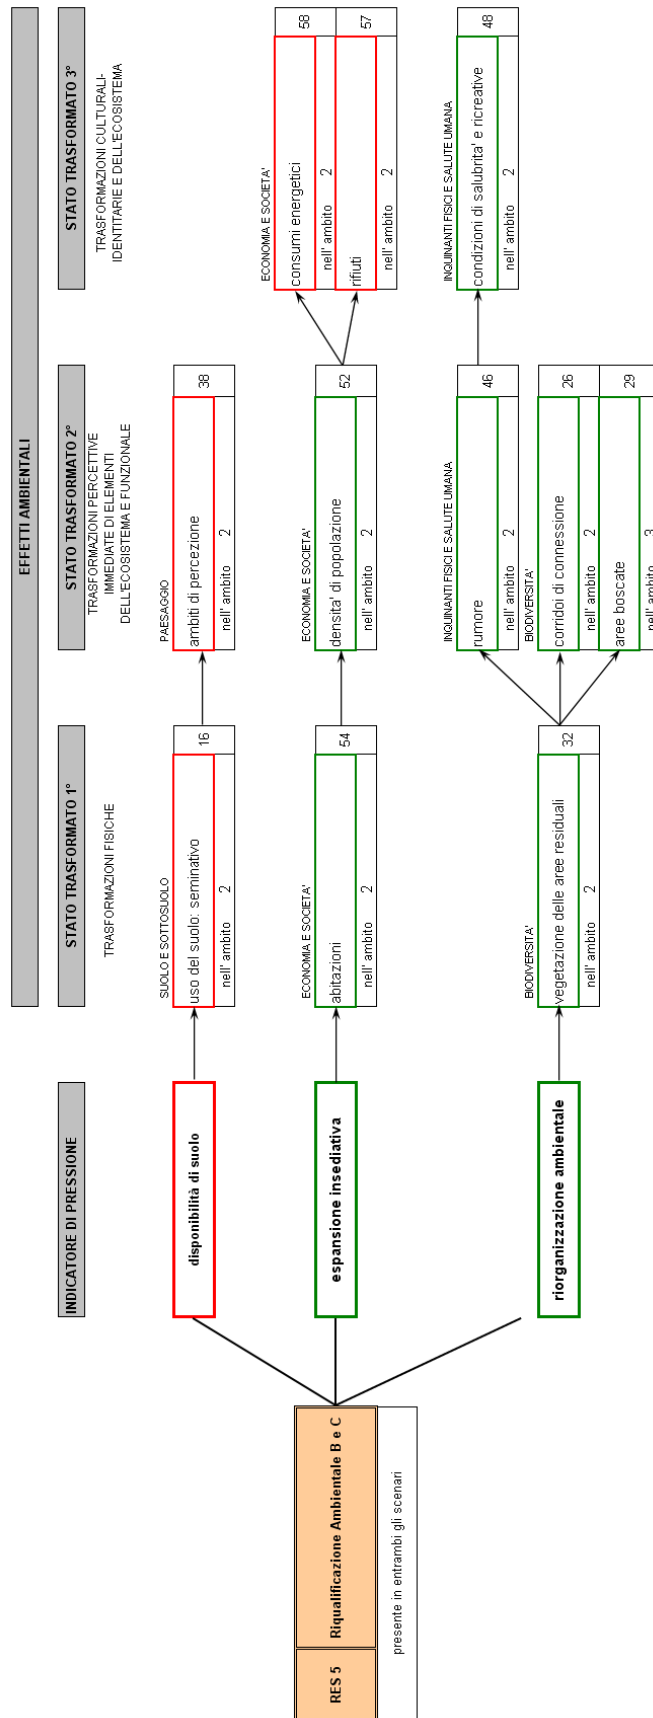 EFFETTI AMBIENTALI
INDICATORE DI PRESSIONE
STATO TRASFORMATO 1°
STATO TRASFORMATO 2°
STATO TRASFORMATO 3°
TRASFORMAZIONI FISICHE
TRASFORMAZIONI PERCETTIVE
IMMEDIATE DI ELEMENTI
DELL'ECOSISTEMA E FUNZIONALE
TRASFORMAZIONI CULTURALI-
IDENTITARIE E DELL'ECOSISTEMA
RES 5
Riqualificazione Ambientale B e C
presente in entrambi gli scenari
disponibilità di suolo
SUOLO E SOTTOSUOLO
uso del suolo: seminativo
16
nell' ambito 2
PAESAGGIO
ambiti di percezione
38
nell' ambito 2
espansione insediativa
ECONOMIA E SOCIETA'
abitazioni
54
nell' ambito 2
ECONOMIA E SOCIETA'
densita' di popolazione
52
nell' ambito 2
ECONOMIA E SOCIETA'
consumi energetici
58
nell' ambito 2
rifiuti
57
nell' ambito 2
riorganizzazione ambientale
BIODIVERSITA'
vegetazione delle aree residuali
32
nell' ambito 2
INQUINANTI FISICI E SALUTE UMANA
rumore
46
nell' ambito 2
BIODIVERSITA'
corridoi di connessione
26
nell' ambito 2
aree boscate
29
nell' ambito 3
INQUINANTI FISICI E SALUTE UMANA
condizioni di salubrita' e ricreative
48
nell' ambito 2